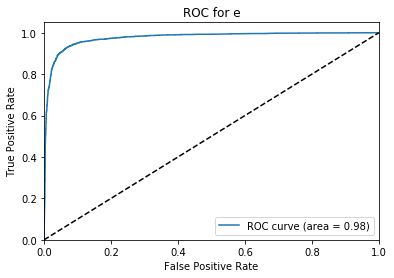 ROC for e
1.0
0.8
0.6
0.4
0.2
0.0
True Positive Rate
ROC curve (area = 0.98)
0.0 0.2 0.4 0.6 0.8 1.0
False Positive Rate